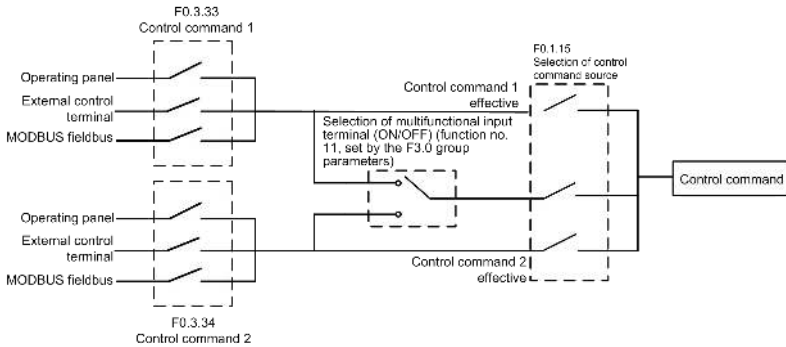 F0.3.33
Control command 1
F0.1.15
Selection of control
command source
Operating panel
External control
terminal
MODBUS fieldbus
Control command 1
effective
Selection of multifunctional input
terminal (ON/OFF) (function no.
11, set by the F3.0 group
parameters)
Control command
Operating panel
External control
terminal
MODBUS fieldbus
Control command 2
effective
F0.3.34
Control command 2